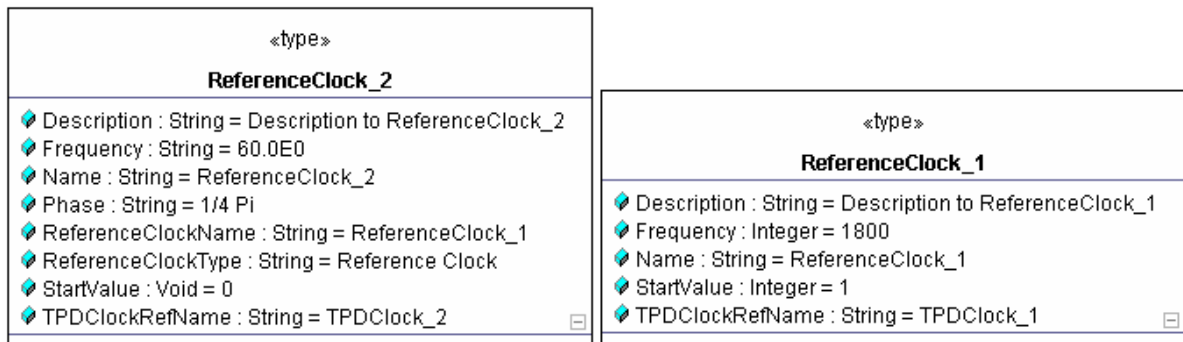 «type»
ReferenceClock_2
Description : String = Description to ReferenceClock_2
Frequency : String = 60.0E0
Name : String = ReferenceClock_2
Phase : String = 1/4 Pi
ReferenceClockName : String = ReferenceClock_1
ReferenceClockType : String = Reference Clock
StartValue : Void = 0
TPDClockRefName : String = TPDClock_2
«type»
ReferenceClock_1
Description : String = Description to ReferenceClock_1
Frequency : Integer = 1800
Name : String = ReferenceClock_1
StartValue : Integer = 1
TPDClockRefName : String = TPDClock_1